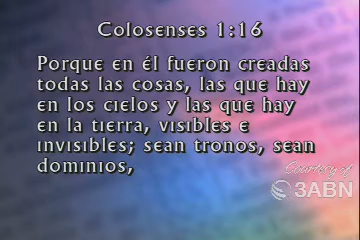 Colosenses 1:16
Porque en él fueron creadas
todas las cosas, las que hay
en los cielos y las que hay
en la tierra, visibles e
invisibles; sean tronos, sean
dominios,
Courtesy of
3ABN